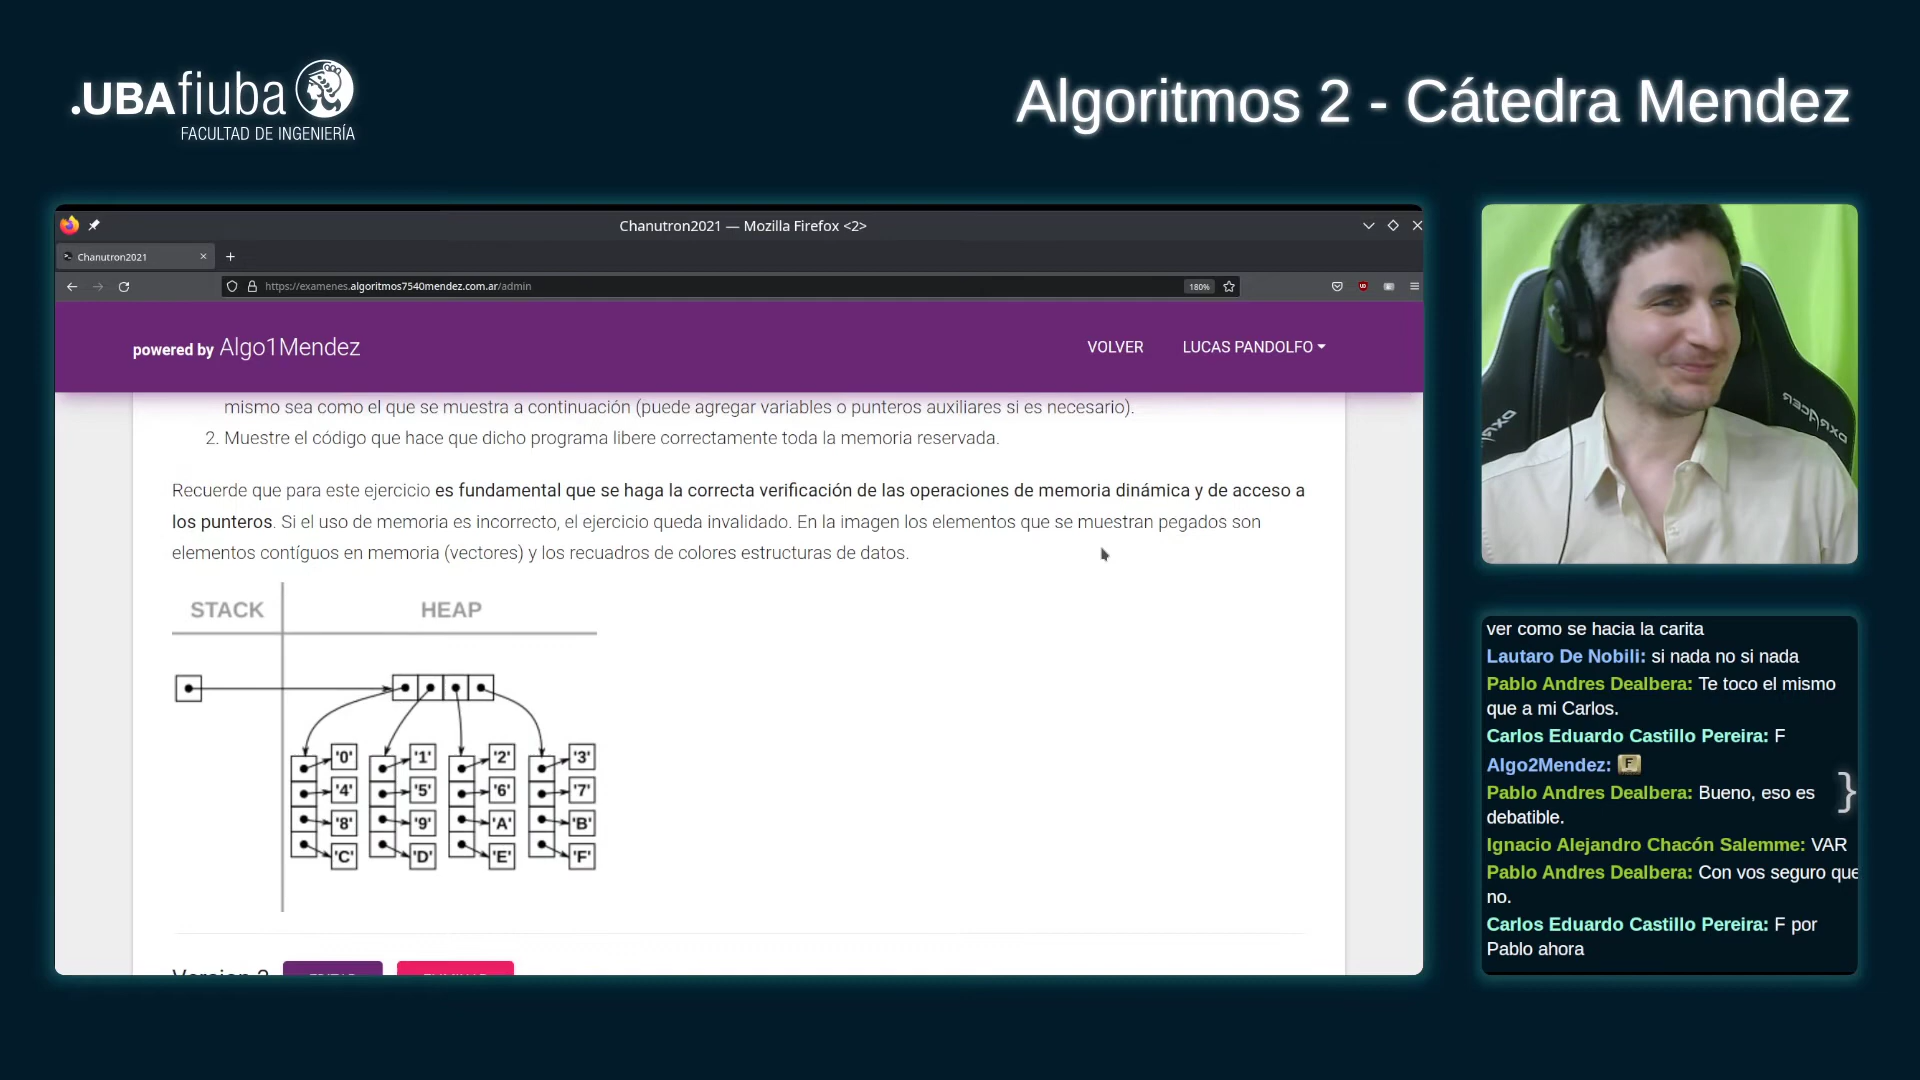 .UBAfiuba
FACULTAD DE INGENIERÍA
Algoritmos 2 - Cátedra Mendez
Chanutron2021 — Mozilla Firefox <2>
Chanutron2021
https://examenes.algoritmos7540mendez.com.ar/admin
180%
powered by Algo1Mendez
VOLVER
LUCAS PANDOLFO
mismo sea como el que se muestra a continuación (puede agregar variables o punteros auxiliares si es necesario).
2. Muestre el código que hace que dicho programa libere correctamente toda la memoria reservada.
Recuerde que para este ejercicio es fundamental que se haga la correcta verificación de las operaciones de memoria dinámica y de acceso a
los punteros. Si el uso de memoria es incorrecto, el ejercicio queda invalidado. En la imagen los elementos que se muestran pegados son
elementos contíguos en memoria (vectores) y los recuadros de colores estructuras de datos.
STACK HEAP
'0' '1' '2' '3'
'4' '5' '6' '7'
'8' '9' 'A' 'B'
'C' 'D' 'E' 'F'
DXRACER
ver como se hacia la carita
Lautaro De Nobili: si nada no si nada
Pablo Andres Dealbera: Te toco el mismo
que a mi Carlos.
Carlos Eduardo Castillo Pereira: F
Algo2Mendez: F
Pablo Andres Dealbera: Bueno, eso es
debatible.
}
Ignacio Alejandro Chacón Salemme: VAR
Pablo Andres Dealbera: Con vos seguro que
no.
Carlos Eduardo Castillo Pereira: F por
Pablo ahora